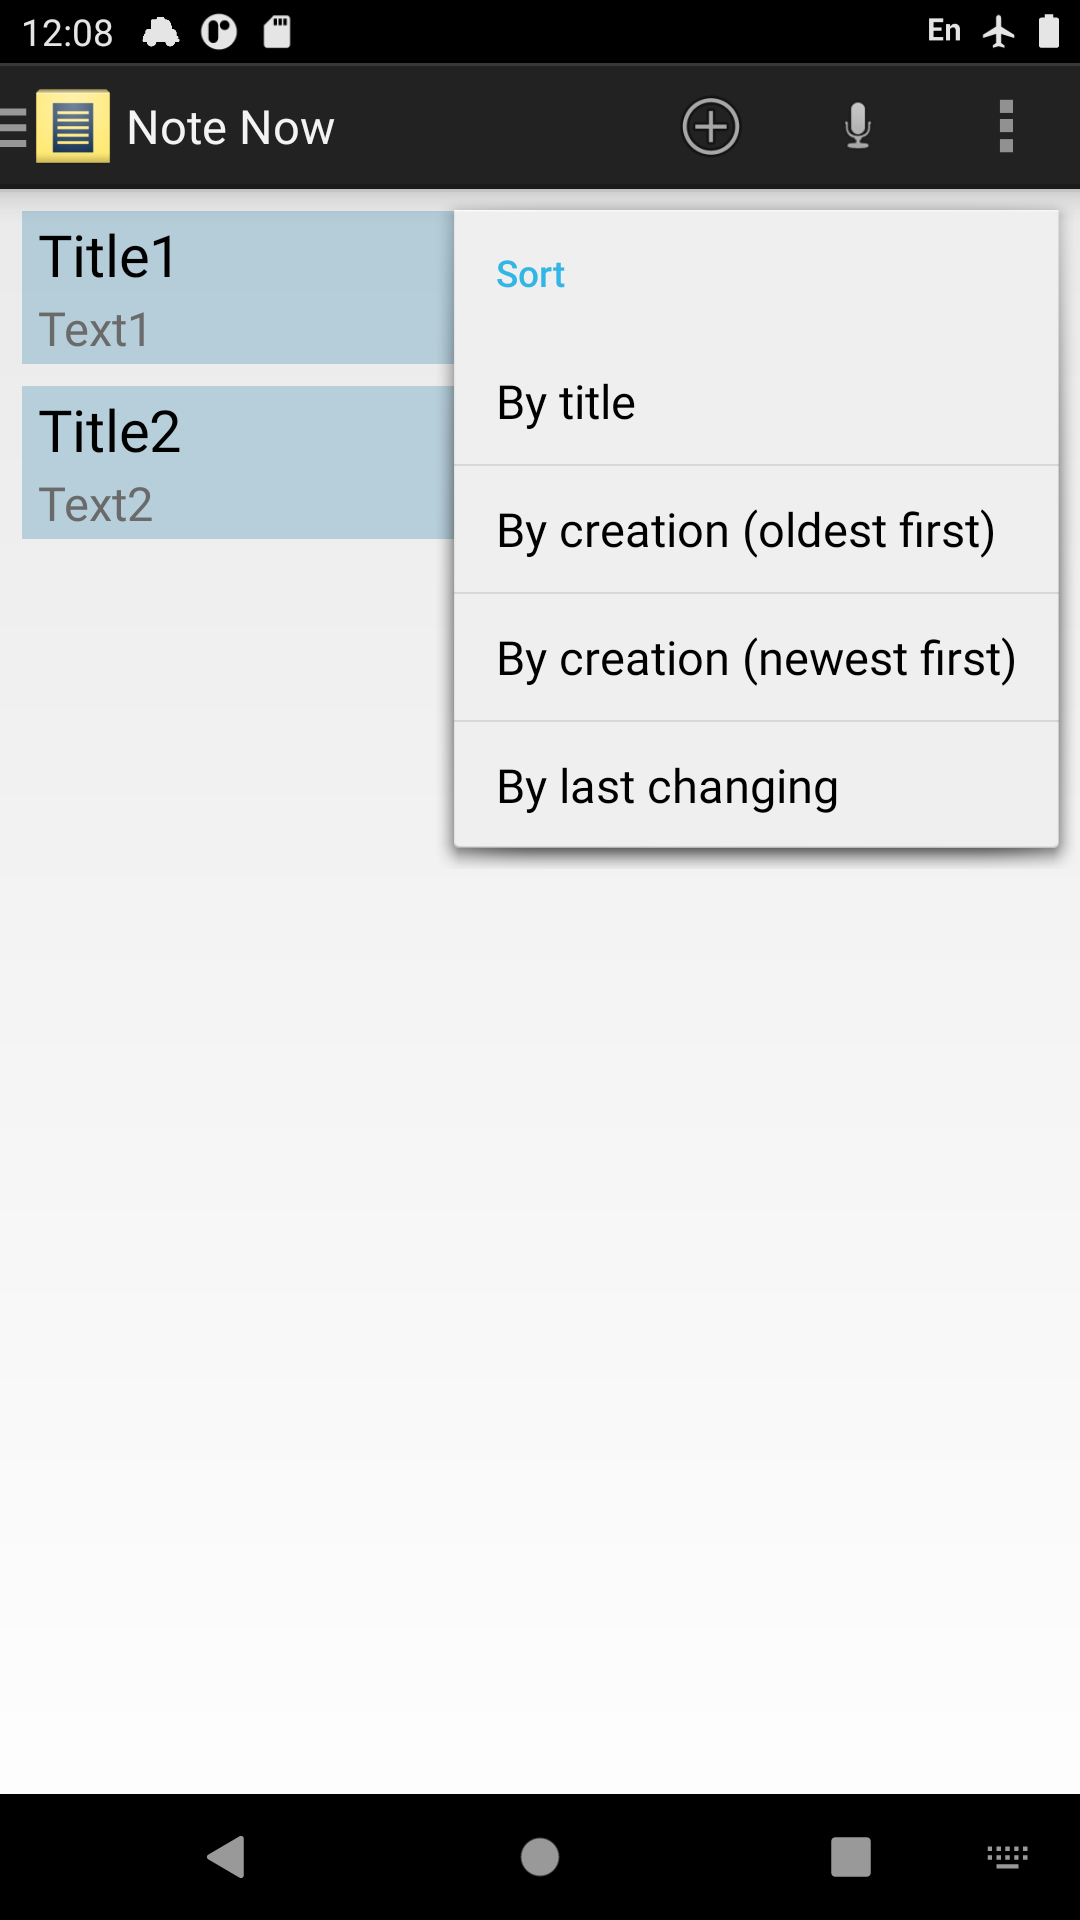 12:08
En
Note Now
Title1
Text1
Title2
Text2
Sort
By title
By creation (oldest first)
By creation (newest first)
By last changing